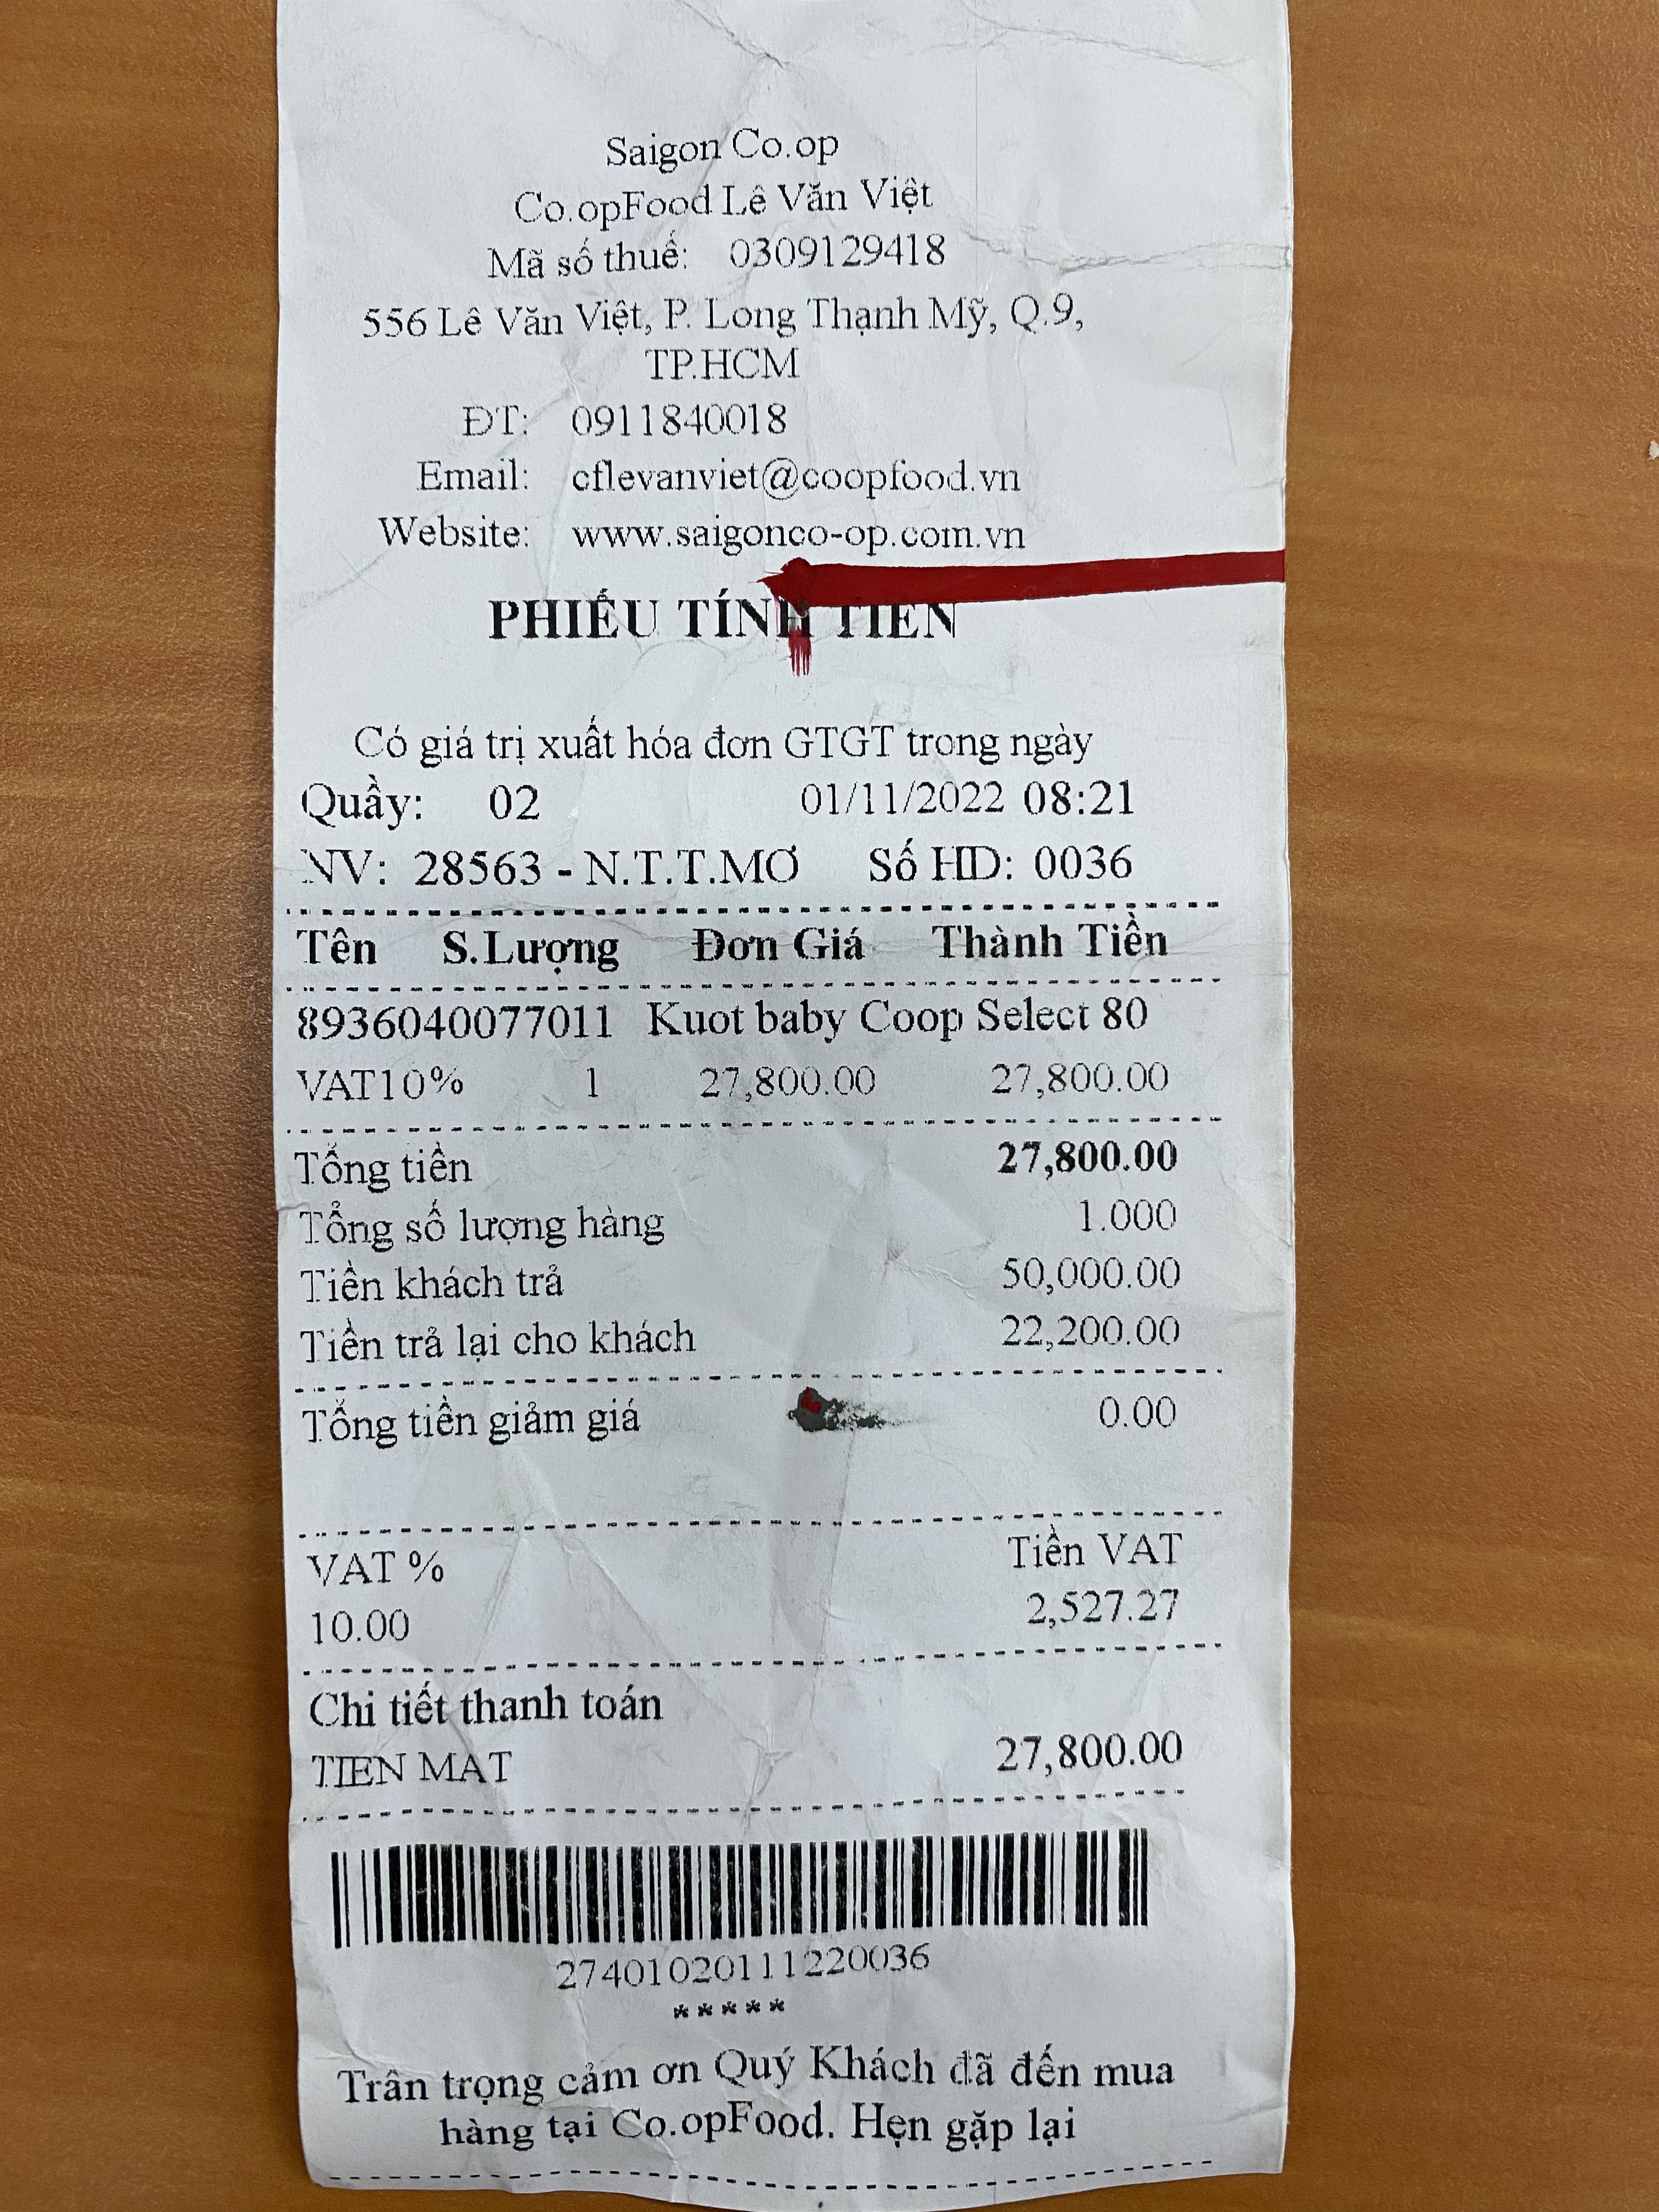 Saigon Co.op
Co.opFood Lê Văn Việt
Mã số thuế: 0309129418
556 Lê Văn Việt, P. Long Thạnh Mỹ, Q.9,
TP.HCM
ĐT: 0911840018
Email: cflevanviet@coopfood.vn
Website: www.saigonco-op.com.vn
PHIẾU TÍNH TIỀN
Có giá trị xuất hóa đơn GTGT trong ngày
Quầy: 02 01/11/2022 08:21
NV: 28563 - N.T.T.MƠ Số HD: 0036
Tên S.Lượng Đơn Giá Thành Tiền
8936040077011 Kuot baby Coop Select 80
VAT10% 1 27,800.00 27,800.00
Tổng tiền 27,800.00
Tổng số lượng hàng 1.000
Tiền khách trả 50,000.00
Tiền trả lại cho khách 22,200.00
Tổng tiền giảm giá 0.00
VAT % Tiền VAT
10.00 2,527.27
Chi tiết thanh toán
TIEN MAT 27,800.00
27401020111220036
*****
Trân trọng cảm ơn Quý Khách đã đến mua
hàng tại Co.opFood. Hẹn gặp lại